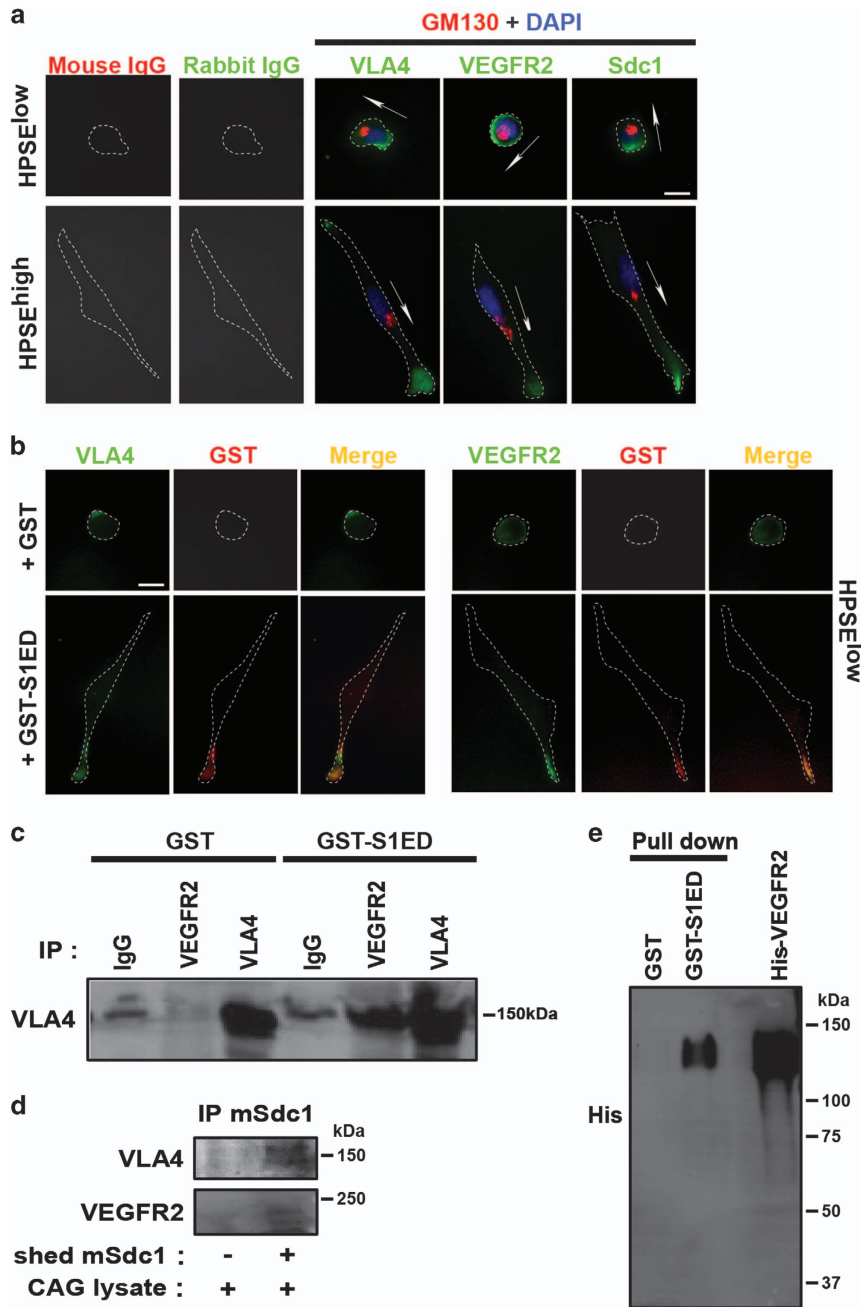 a
GM130 + DAPI
Mouse IqG
Rabbit IgG
VLA4
VEGFR2
Sdc1
HPSElow
HPSEhigh
b
VLA4
GST
Merge
VEGFR2
GST
Merge
+ GST
+ GST-S1ED
HPSElow
c
GST
GST-S1ED
IP :
IgG
VEGFR2
VLA4
IgG
VEGFR2
VLA4
VLA4
150kDa
d
IP mSdc1
kDa
VLA4
150
250
VEGFR2
shed mSdc1 : - +
CAG lysate : + +
e
Pull down
GST
GST-S1ED
His-VEGFR2
kDa
150
100
His
75
50
37